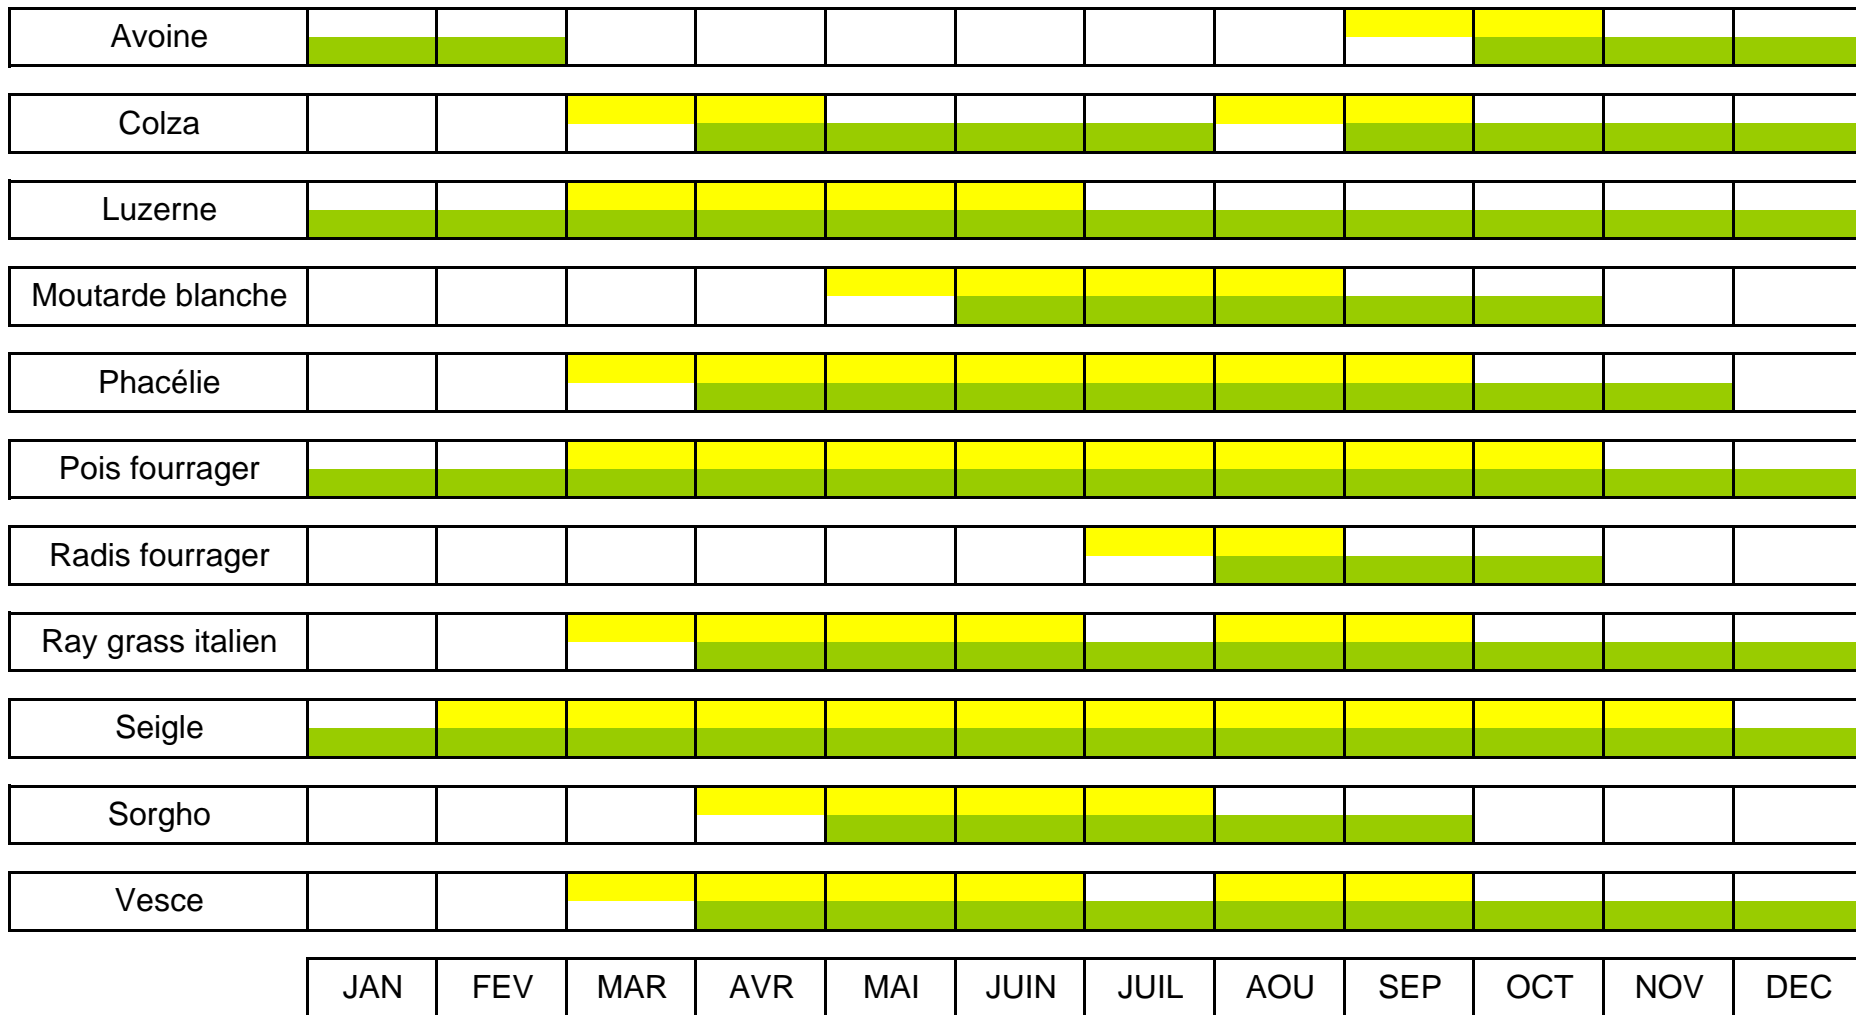 Avoine
Colza
Luzerne
Moutarde blanche
Phacélie
Pois fourrager
Radis fourrager
Ray grass italien
Seigle
Sorgho
Vesce
JAN FEV MAR AVR MAI JUIN JUIL AOU SEP OCT NOV DEC